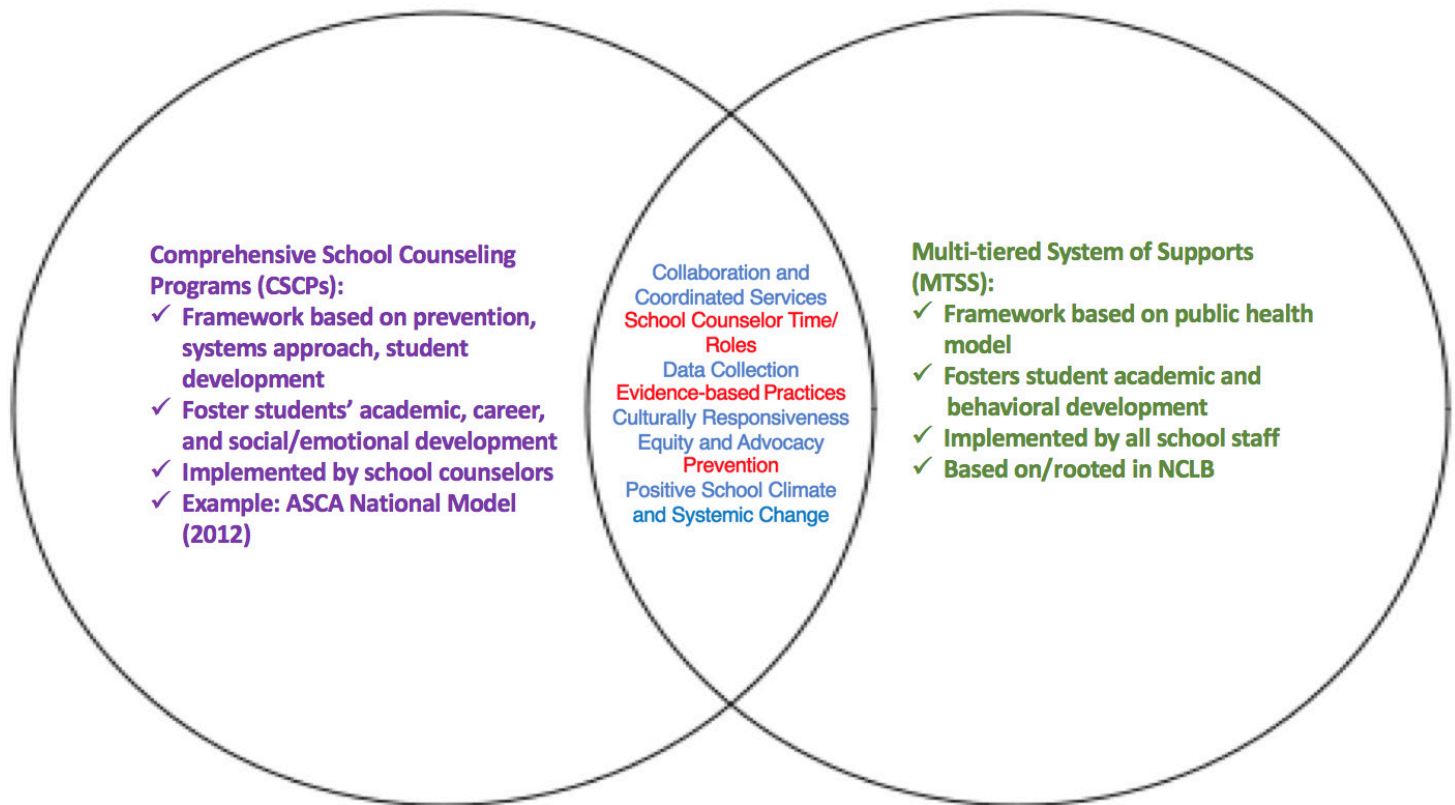 Comprehensive School Counseling
Programs (CSCPs):
✓ Framework based on prevention,
systems approach, student
development
✓ Foster students’ academic, career,
and social/emotional development
✓ Implemented by school counselors
✓ Example: ASCA National Model
(2012)
Collaboration and
Coordinated Services
School Counselor Time/
Roles
Data Collection
Evidence-based Practices
Culturally Responsiveness
Equity and Advocacy
Prevention
Positive School Climate
and Systemic Change
Multi-tiered System of Supports
(MTSS):
✓ Framework based on public health
model
✓ Fosters student academic and
behavioral development
✓ Implemented by all school staff
✓ Based on/rooted in NCLB